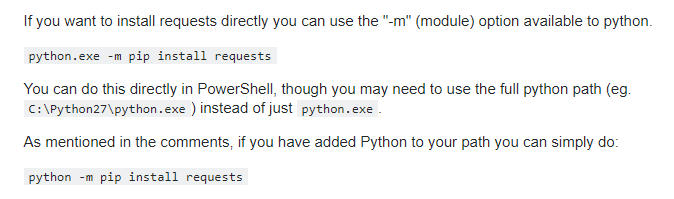 If you want to install requests directly you can use the "-m" (module) option available to python.
python.exe -m pip install requests
You can do this directly in PowerShell, though you may need to use the full python path (eg.
C:\Python27\python.exe ) instead of just python.exe .
As mentioned in the comments, if you have added Python to your path you can simply do:
python -m pip install requests